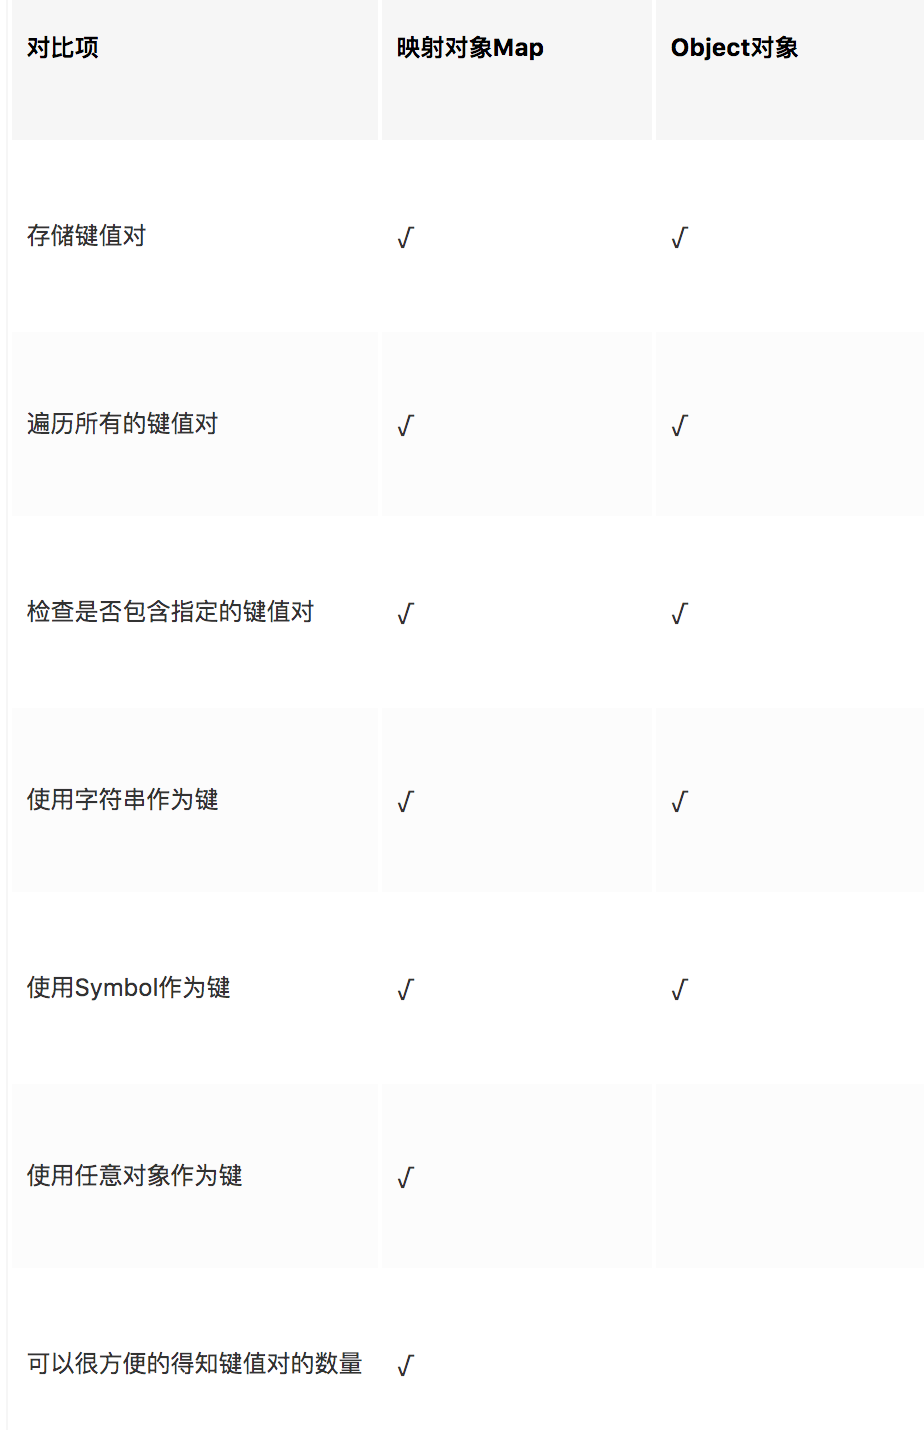 对比项 映射对象Map Object对象
存储键值对 √ √
遍历所有的键值对 √ √
检查是否包含指定的键值对 √ √
使用字符串作为键 √ √
使用Symbol作为键 √ √
使用任意对象作为键 √
可以很方便的得知键值对的数量 √